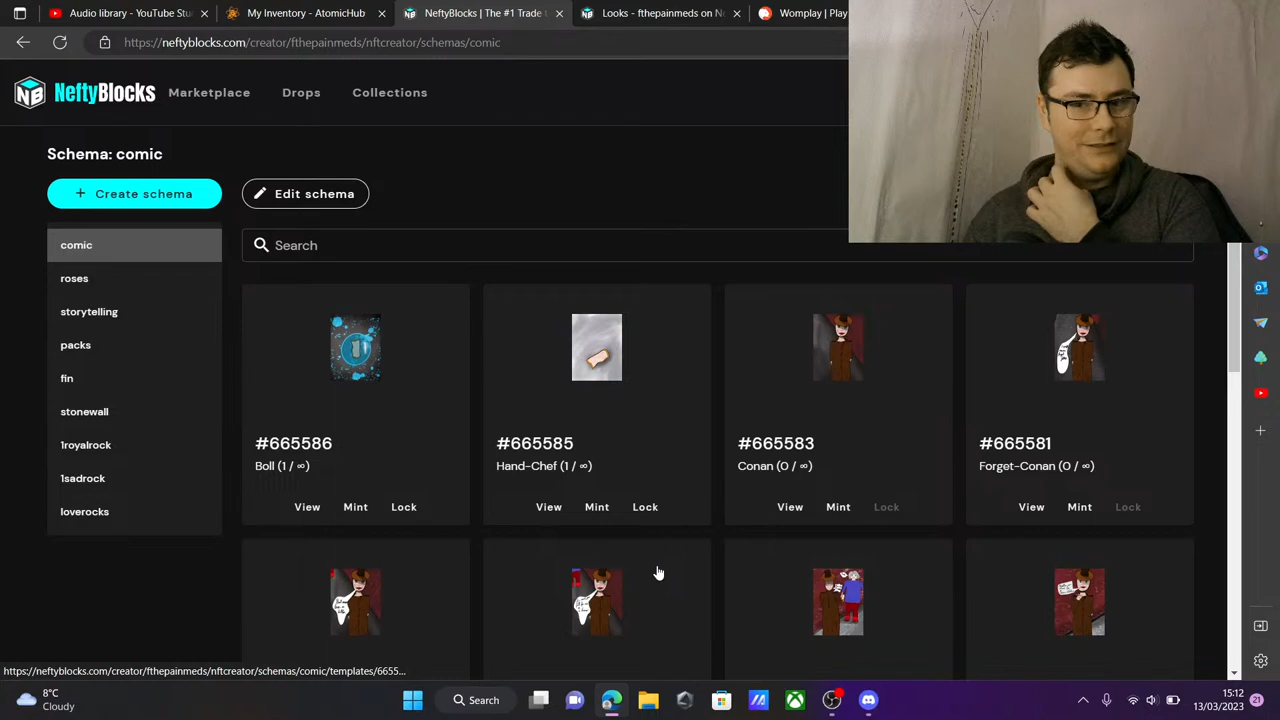 Audio library - YouTube Stu
My Inventory - AtomicHub
NeftyBlocks | The #1 Trade
Looks - fthepainmeds on N
Womplay | Play
https://neftyblocks.com/creator/fthepainmeds/nftcreator/schemas/comic
NB NeftyBlocks
Marketplace
Drops
Collections
Schema: comic
+ Create schema
Edit schema
Search
comic
roses
storytelling
packs
fin
stonewall
1royalrock
1sadrock
loverocks
#665586
Boll (1 / ∞)
View Mint Lock
#665585
Hand-Chef (1 / ∞)
View Mint Lock
#665583
Conan (0 / ∞)
View Mint Lock
#665581
Forget-Conan (0 / ∞)
View Mint Lock
https://neftyblocks.com/creator/fthepainmeds/nftcreator/schemas/comic/templates/6655...
8°C
Cloudy
Search
15:12
13/03/2023
21